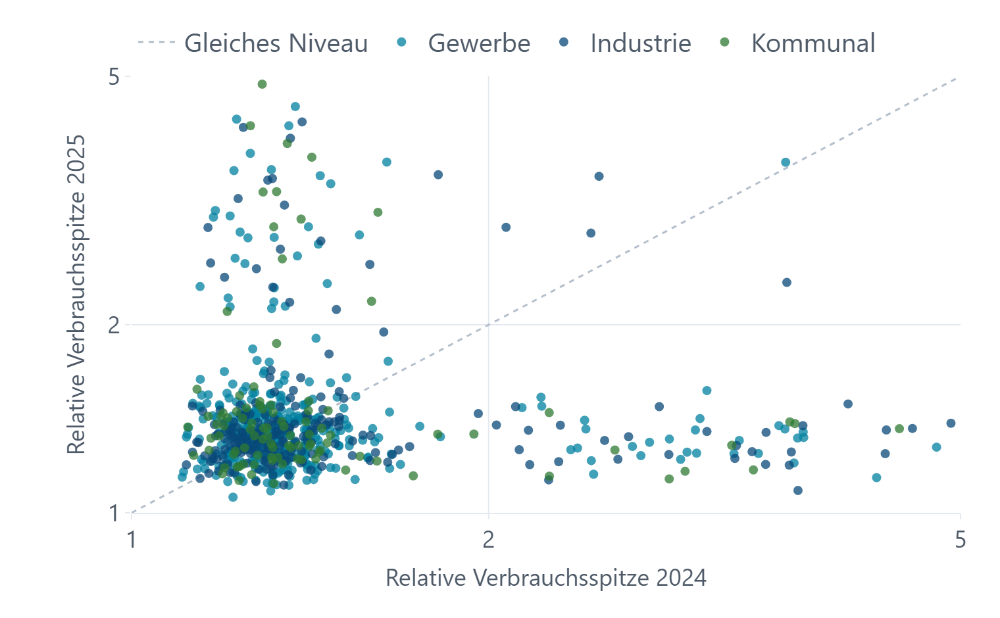 Gleiches Niveau Gewerbe Industrie Kommunal
5
2
1
Relative Verbrauchsspitze 2025
1 2 5
Relative Verbrauchsspitze 2024